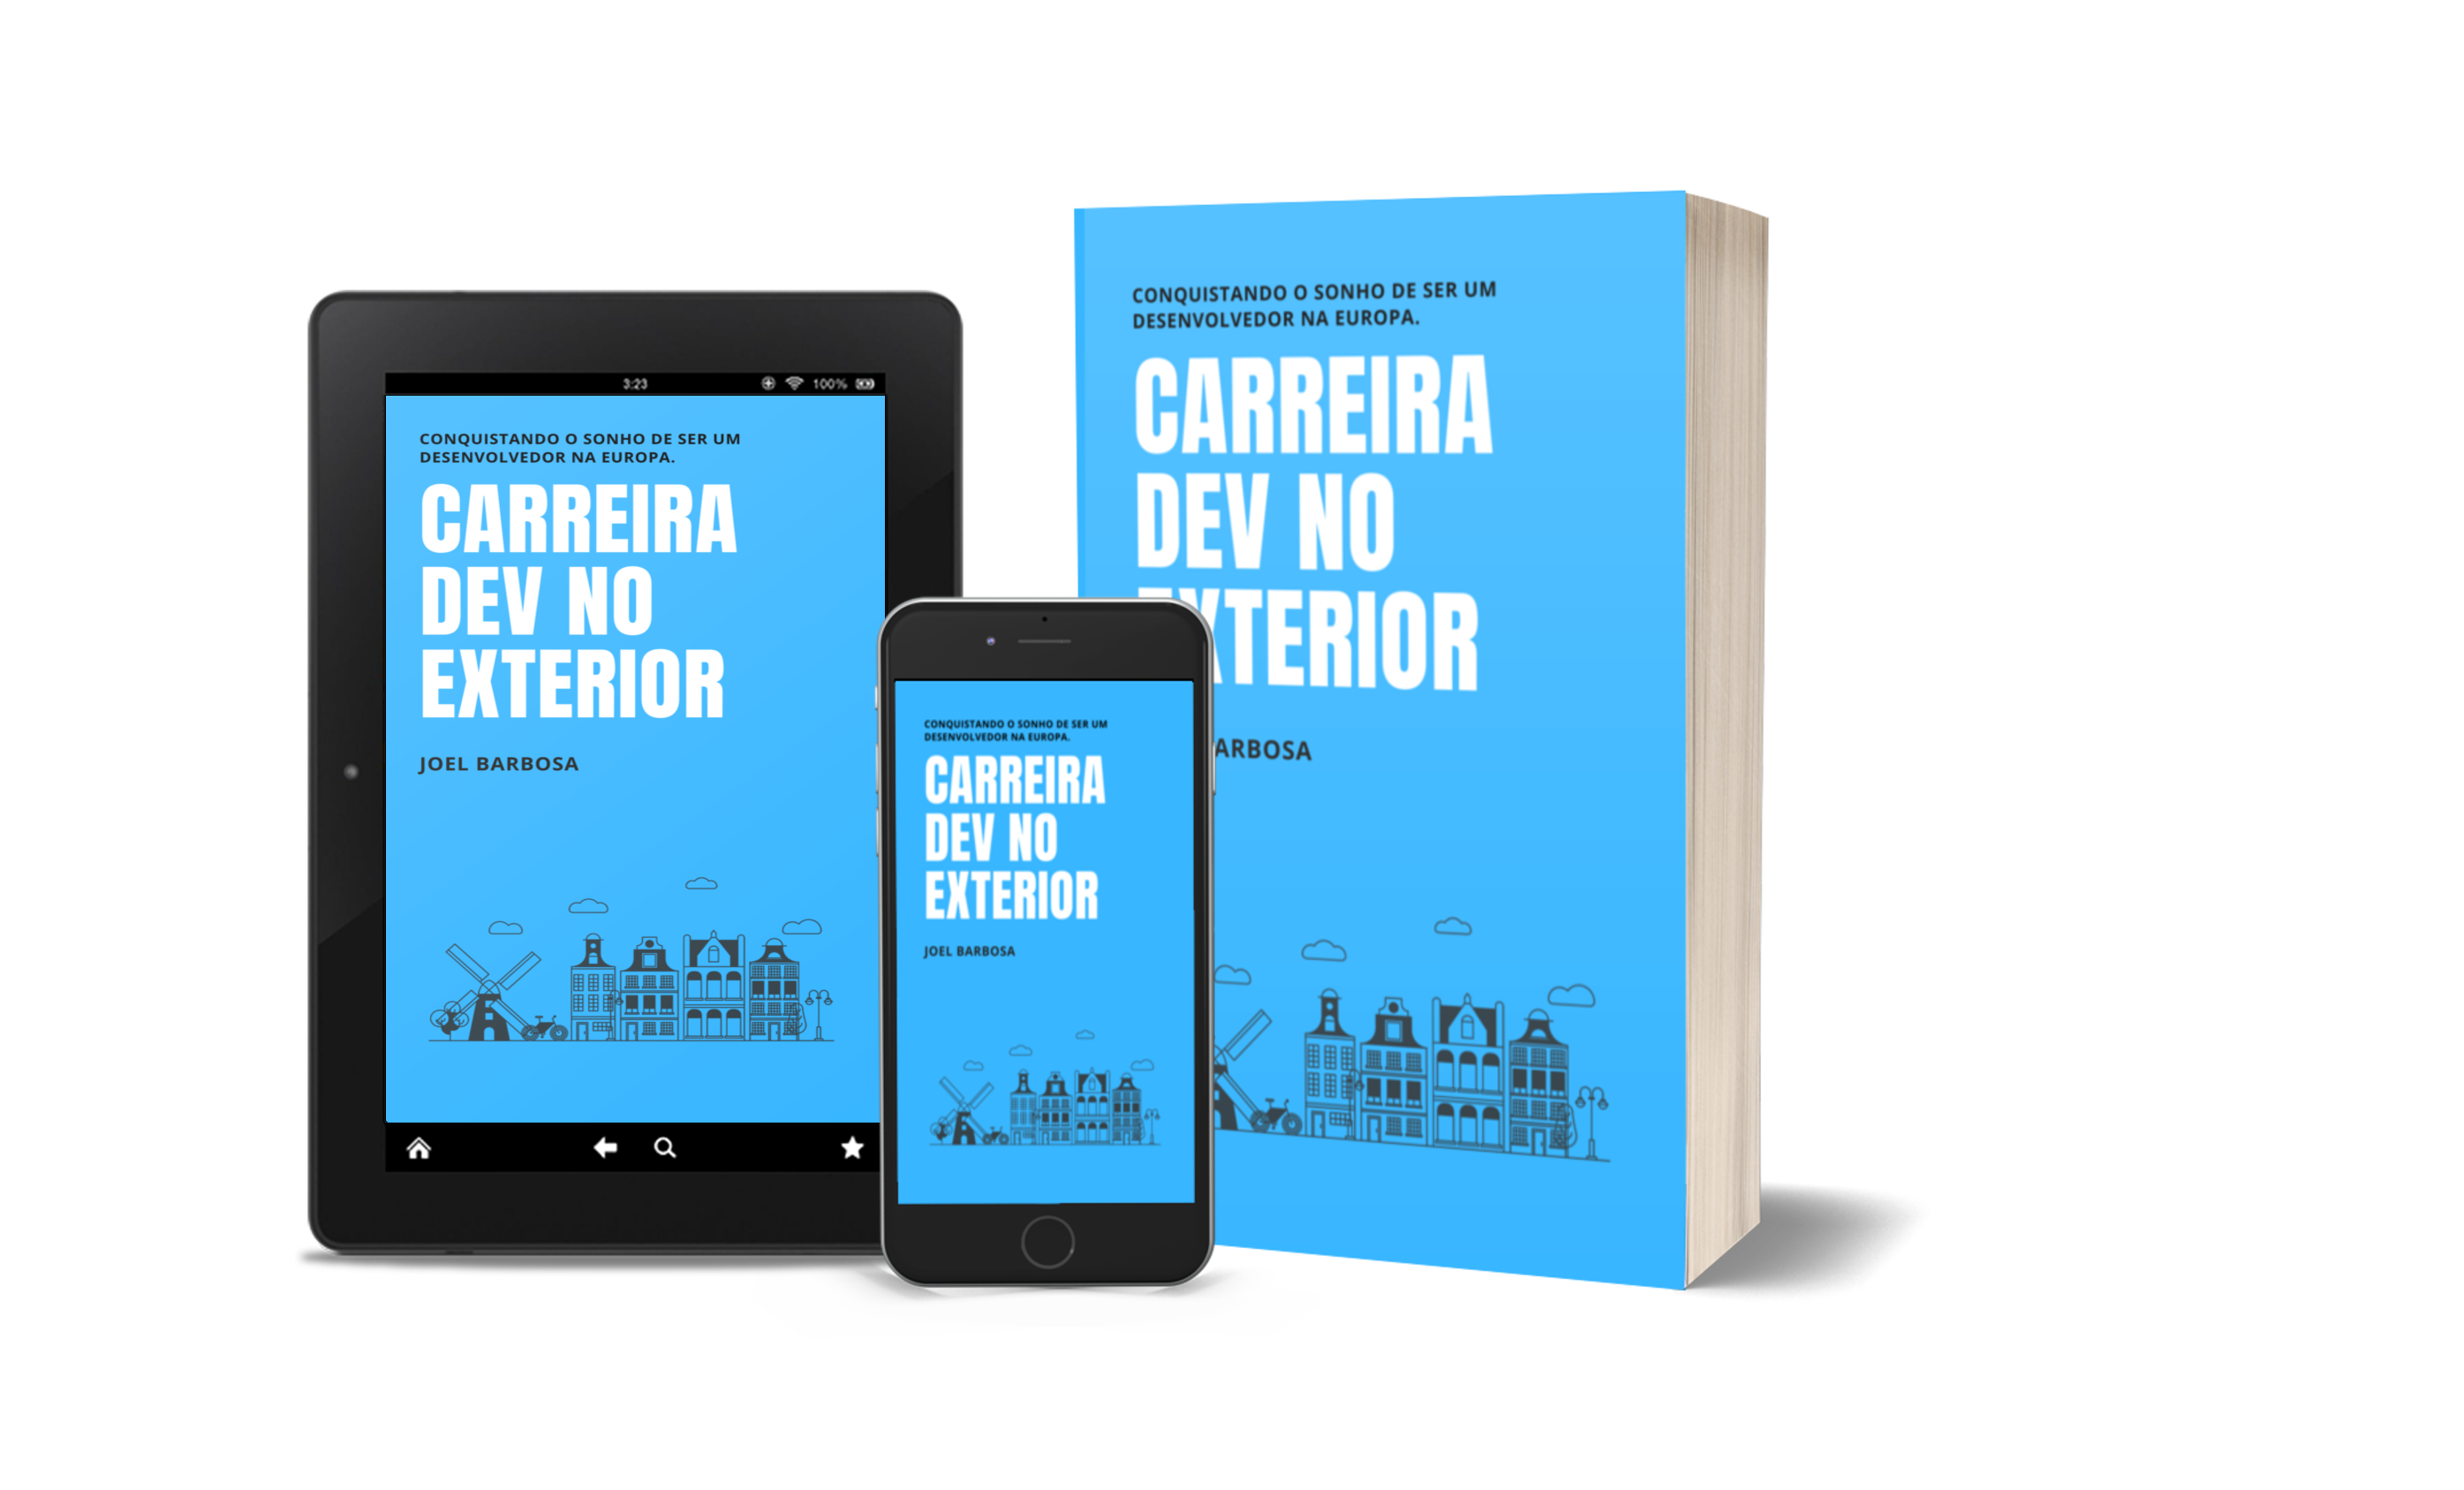 3:23 100%
CONQUISTANDO O SONHO DE SER UM
DESENVOLVEDOR NA EUROPA.
CARREIRA
DEV NO
EXTERIOR
JOEL BARBOSA
CONQUISTANDO O SONHO DE SER UM
DESENVOLVEDOR NA EUROPA.
CARREIRA
DEV NO
EXTERIOR
JOEL BARBOSA
CONQUISTANDO O SONHO DE SER UM
DESENVOLVEDOR NA EUROPA.
CARREIRA
DEV NO
EXTERIOR
ARBOSA